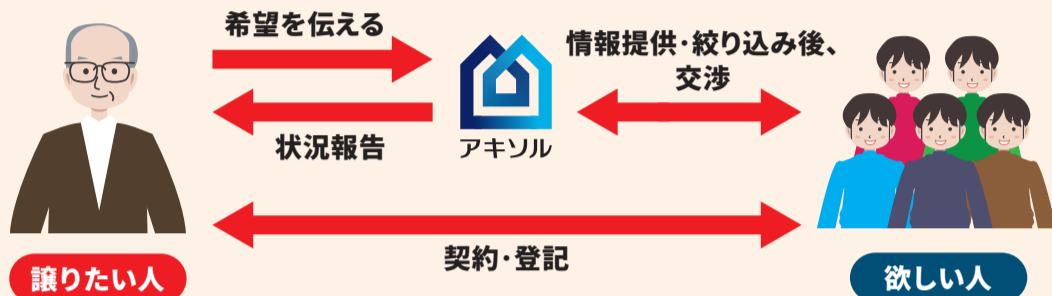 希望を伝える
状況報告
アキソル
情報提供・絞り込み後、
交渉
契約・登記
譲りたい人
欲しい人